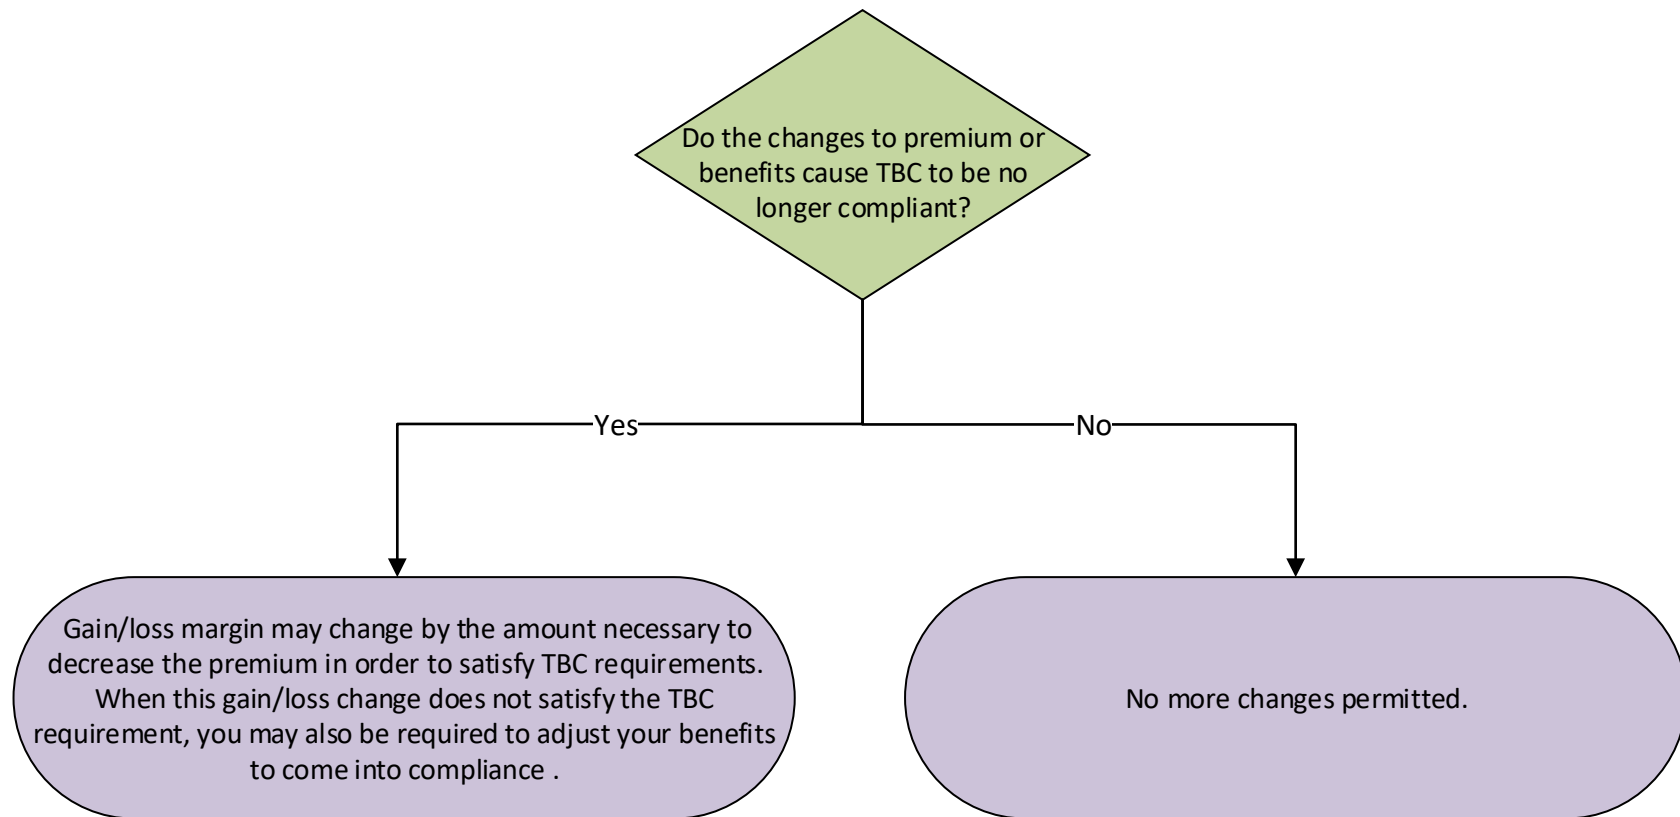 Do the changes to premium or
benefits cause TBC to be no
longer compliant?
Yes
No
Gain/loss margin may change by the amount necessary to
decrease the premium in order to satisfy TBC requirements.
When this gain/loss change does not satisfy the TBC
requirement, you may also be required to adjust your benefits
to come into compliance .
No more changes permitted.